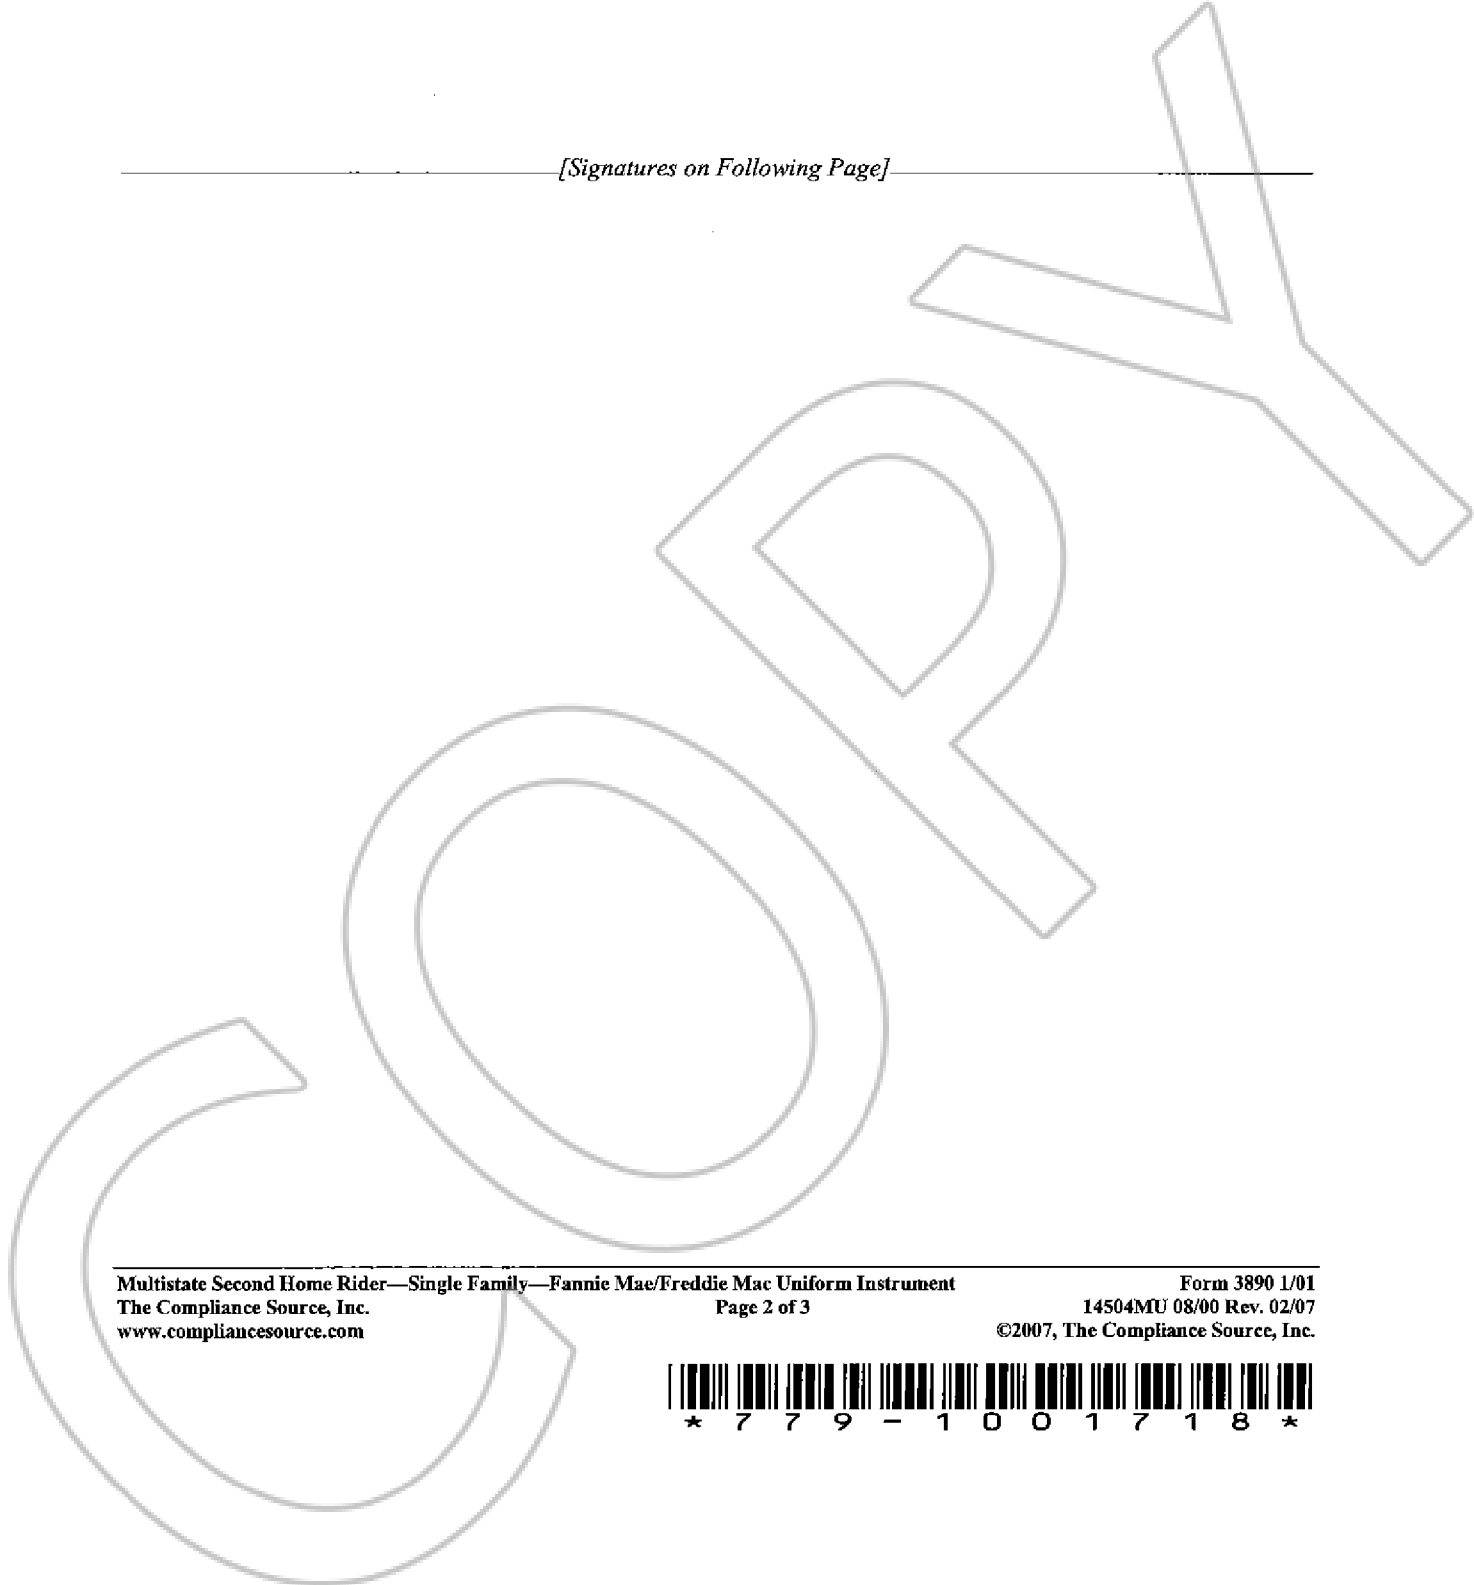 [Signatures on Following Page]
COPY
Multistate Second Home Rider—Single Family—Fannie Mae/Freddie Mac Uniform Instrument Form 3890 1/01
The Compliance Source, Inc. Page 2 of 3 14504MU 08/00 Rev. 02/07
www.compliancesource.com ©2007, The Compliance Source, Inc.
*779-1001718*